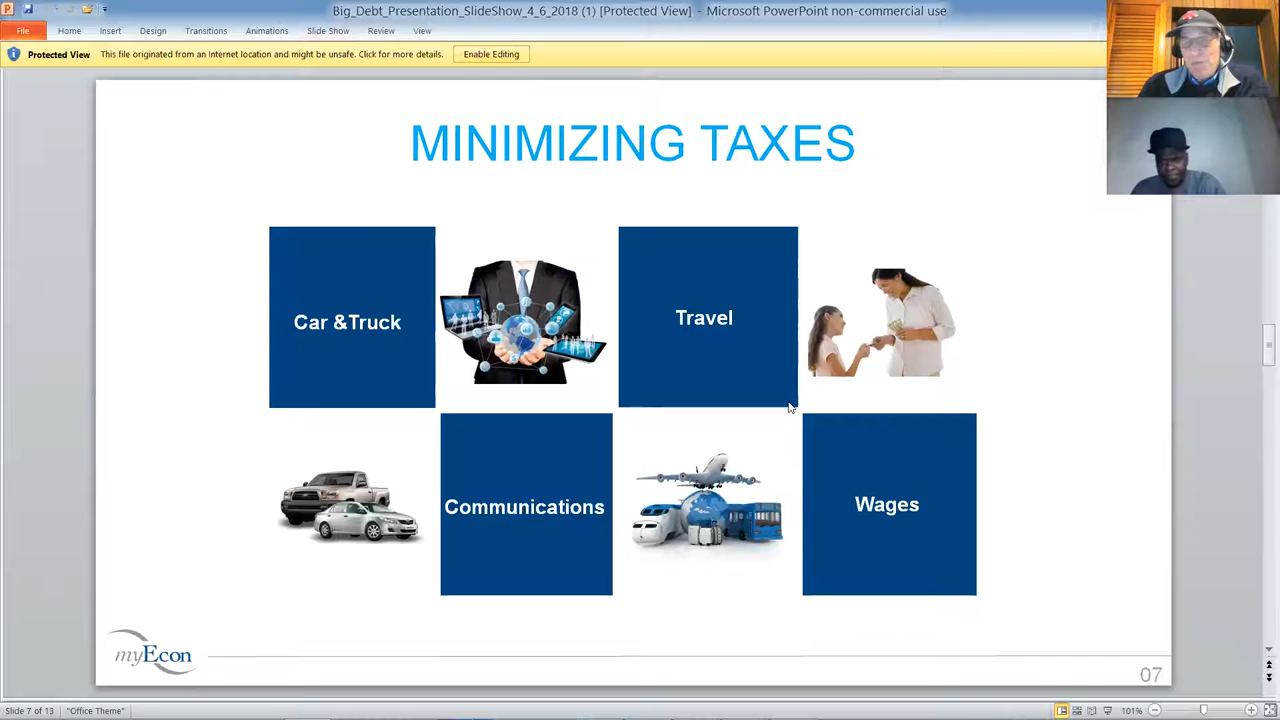 Big_Debt_Presentation_SlideShow_4_6_2018 (1) [Protected View] - Microsoft PowerPoint non-commercial use
File Home Insert Design Transitions Animations Slide Show Review View
Protected View This file originated from an Internet location and might be unsafe. Click for more details. Enable Editing
MINIMIZING TAXES
Car &Truck
Travel
Communications
Wages
myEcon
07
Slide 7 of 13 "Office Theme" 101%